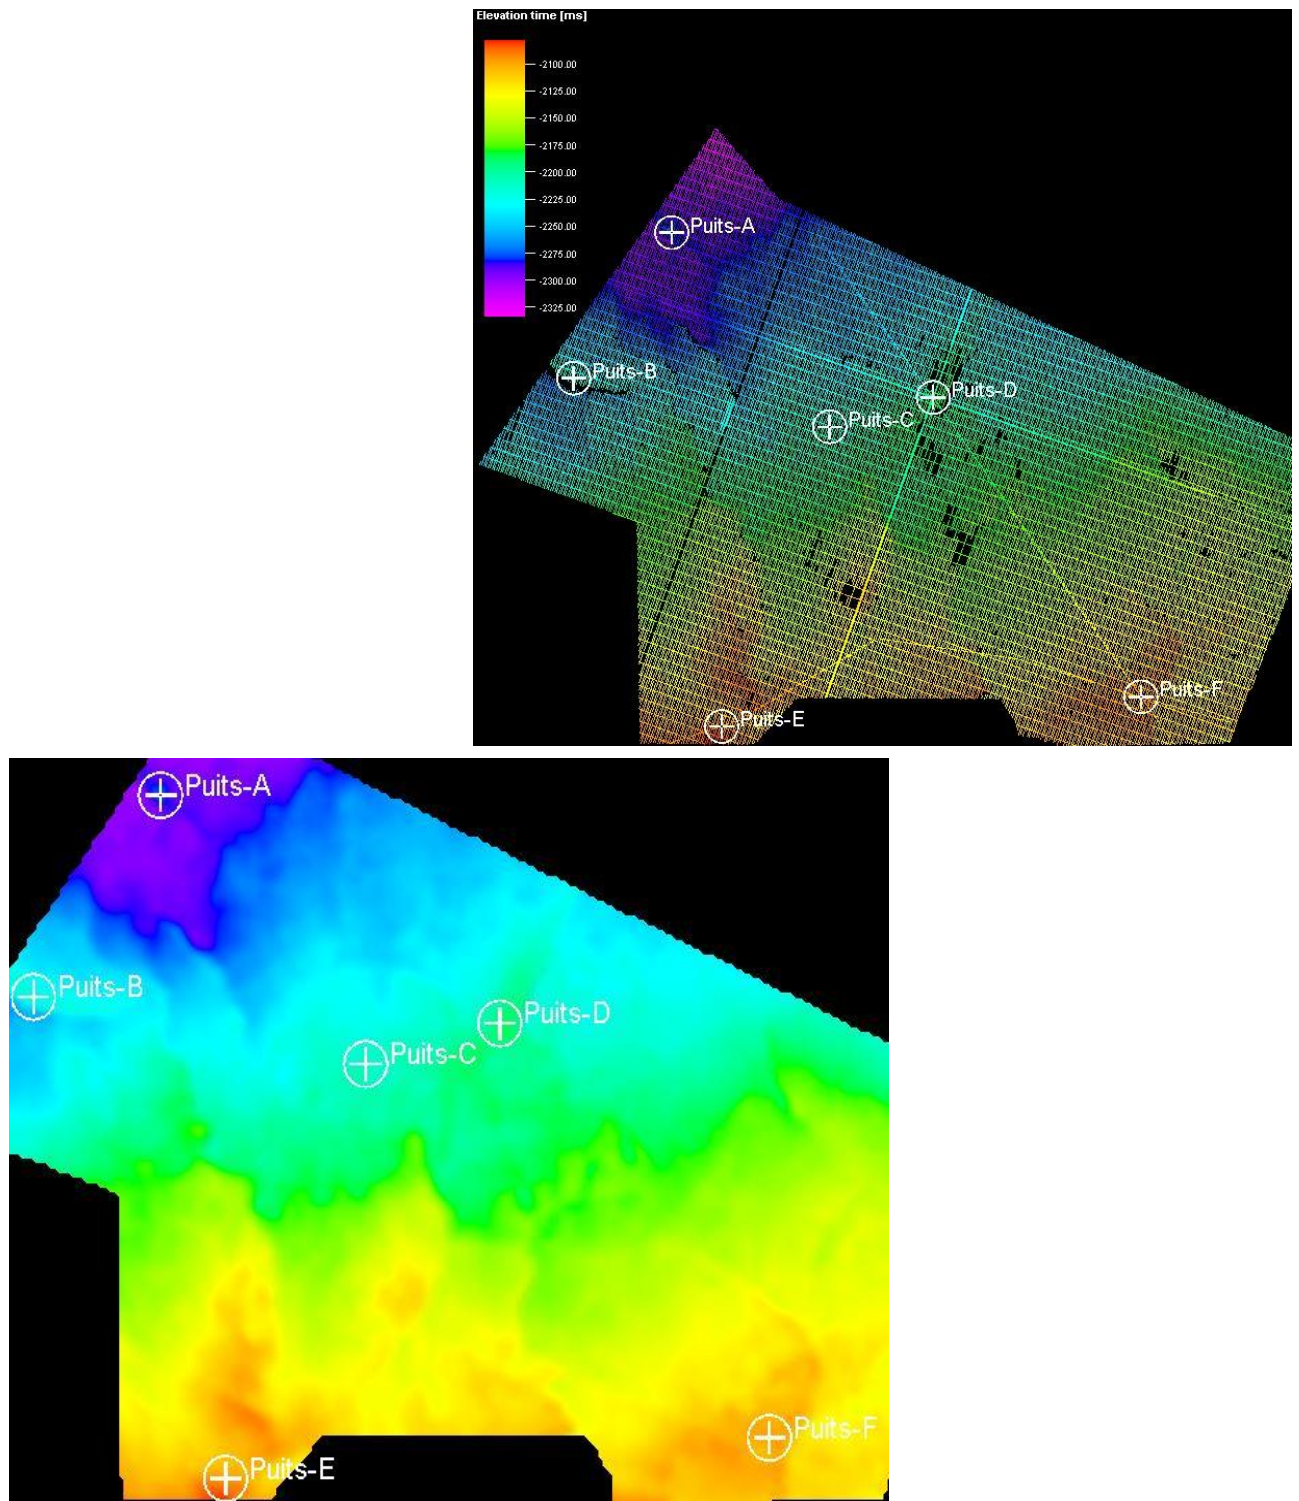 Elevation time [ms]
-2100.00
-2125.00
-2150.00
-2175.00
-2200.00
-2225.00
-2250.00
-2275.00
-2300.00
-2325.00
Puits-A
Puits-B
Puits-D
Puits-C
Puits-F
Puits-E
Puits-A
Puits-B
Puits-D
Puits-C
Puits-F
Puits-E